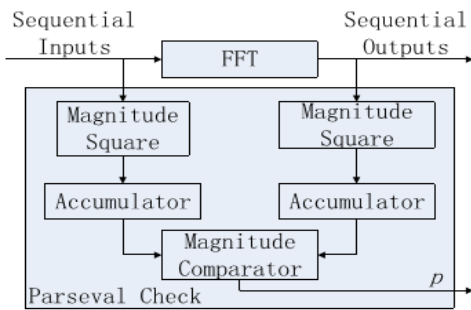 Sequential
Inputs
Sequential
Outputs
FFT
Magnitude
Square
Magnitude
Square
Accumulator
Accumulator
Magnitude
Comparator
p
Parseval Check